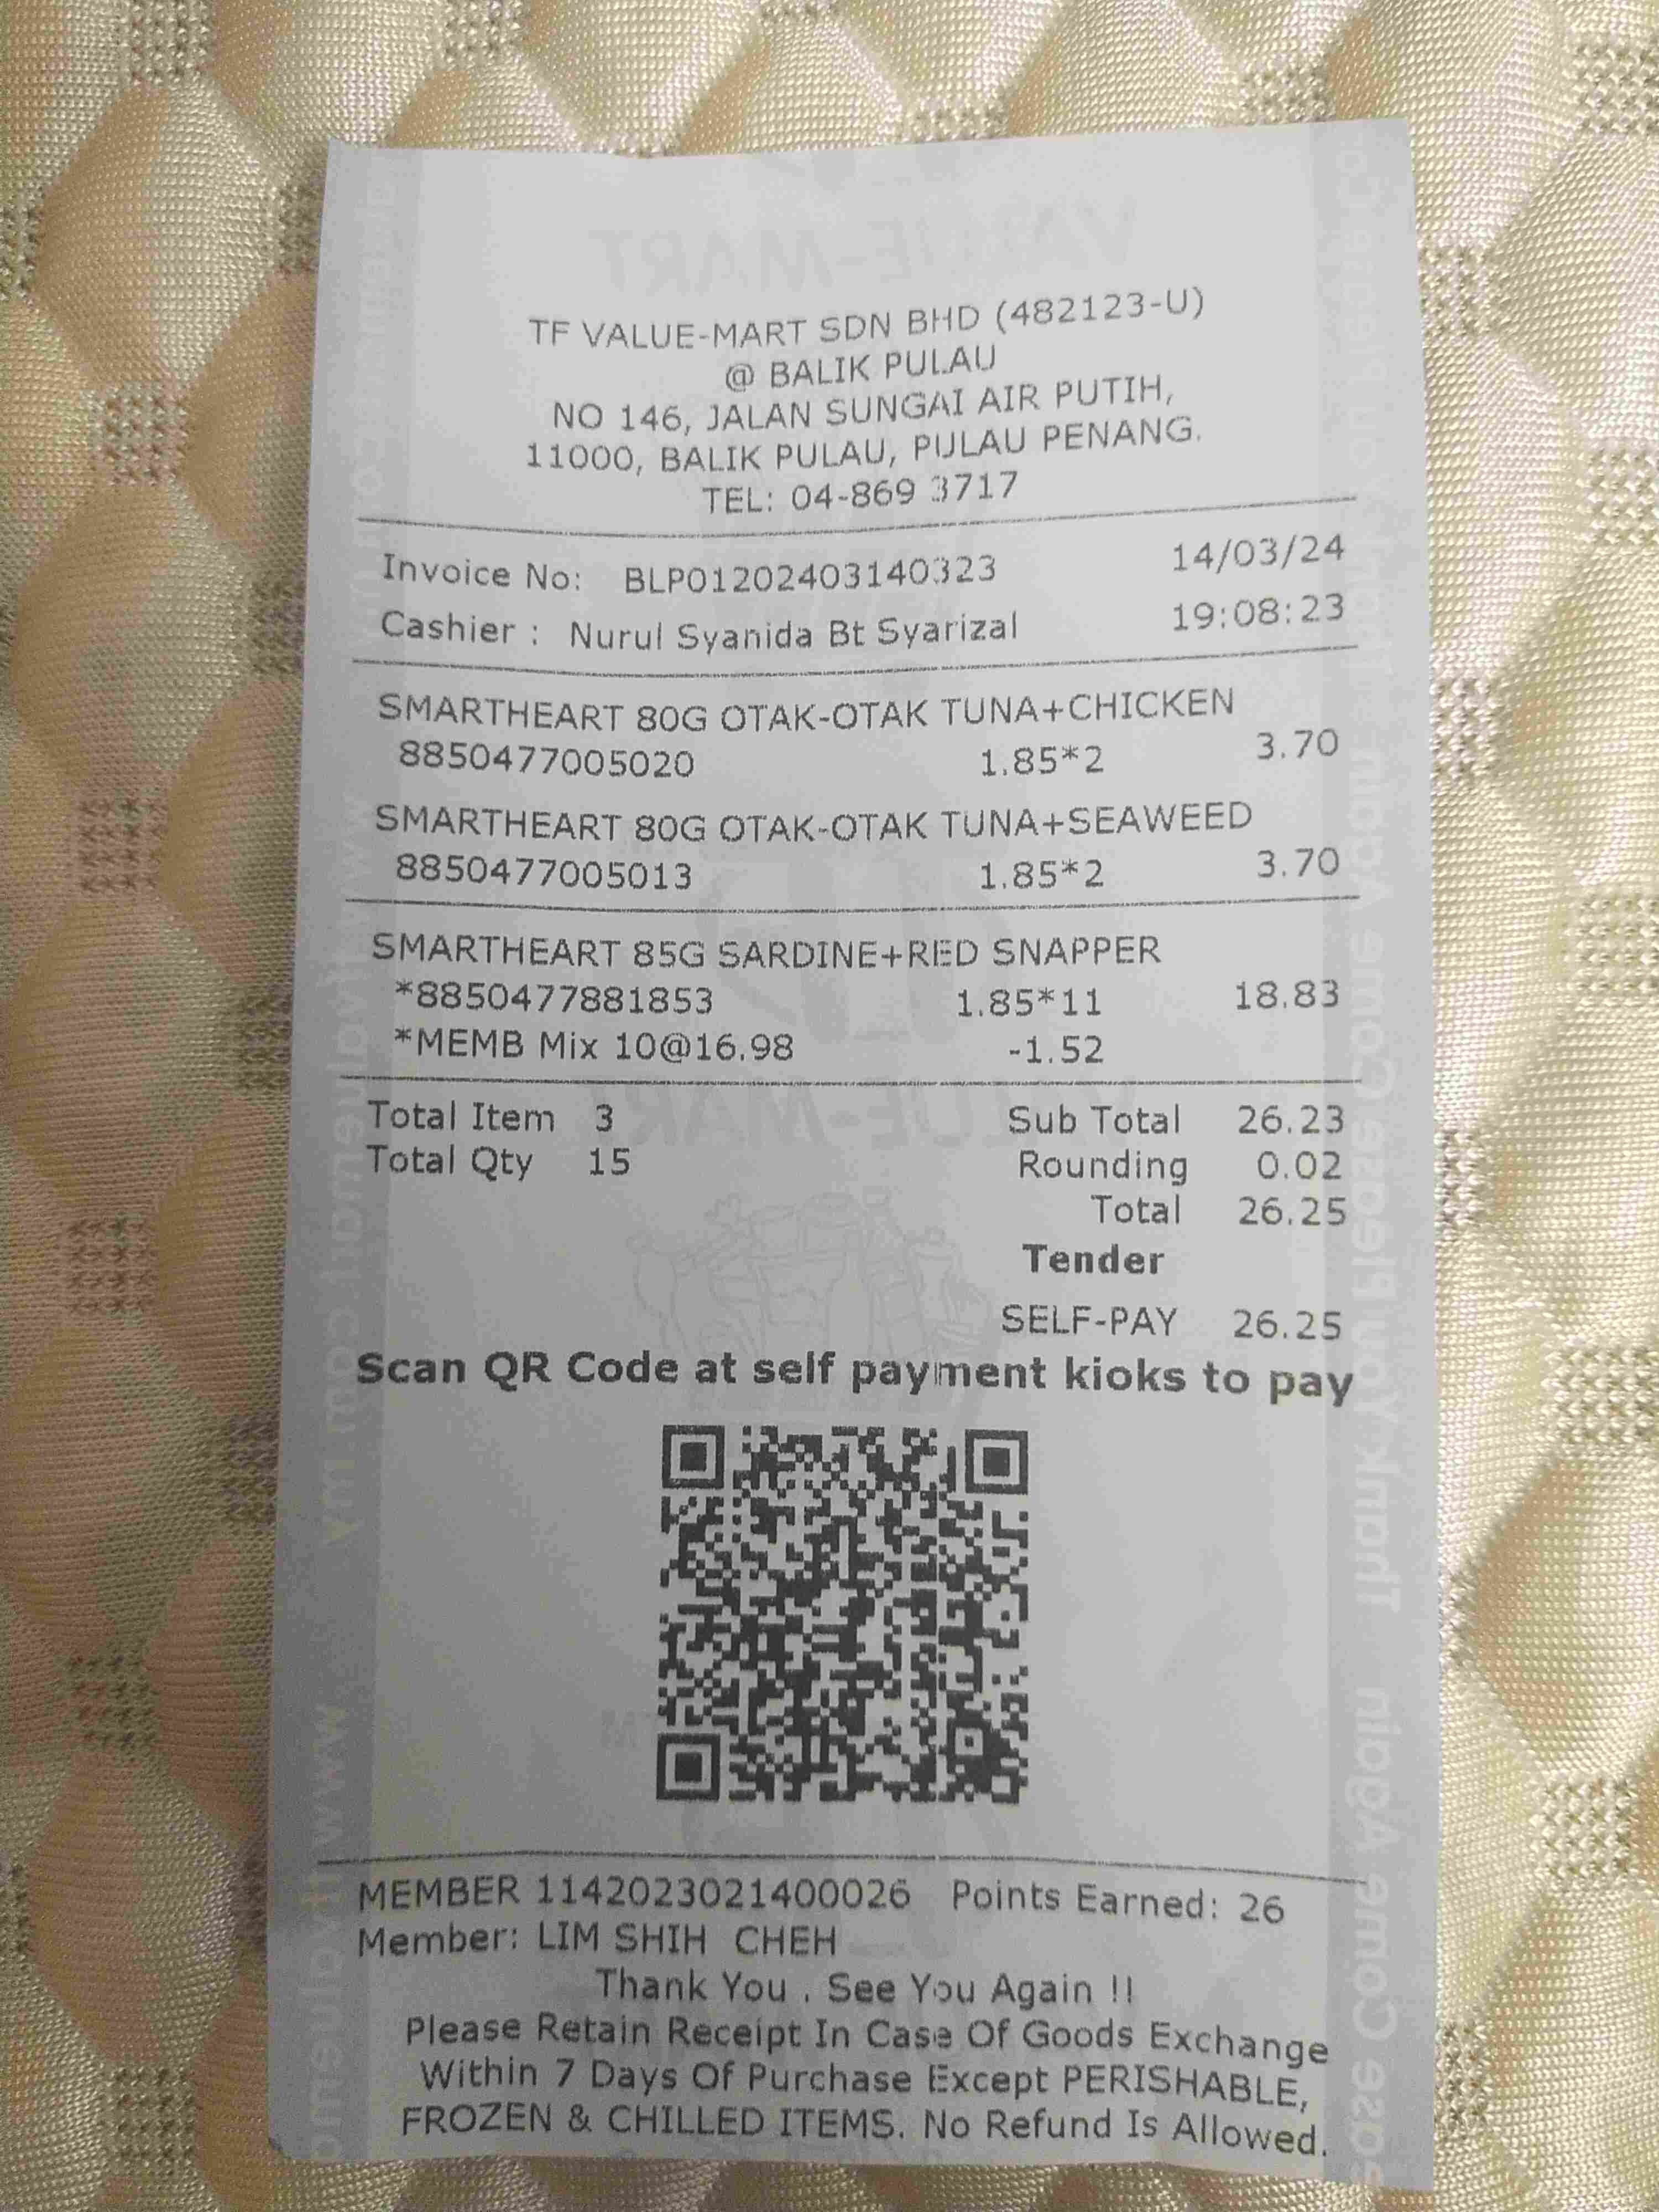 TF VALUE-MART SDN BHD (482123-U)
@ BALIK PULAU
NO 146, JALAN SUNGAI AIR PUTIH,
11000, BALIK PULAU, PULAU PENANG.
TEL: 04-869 3717
Invoice No: BLP01202403140323 14/03/24
Cashier : Nurul Syanida Bt Syarizal 19:08:23
SMARTHEART 80G OTAK-OTAK TUNA+CHICKEN
8850477005020 1.85*2 3.70
SMARTHEART 80G OTAK-OTAK TUNA+SEAWEED
8850477005013 1.85*2 3.70
SMARTHEART 85G SARDINE+RED SNAPPER
*8850477881853 1.85*11 18.83
*MEMB Mix 10@16.98 -1.52
Total Item 3 Sub Total 26.23
Total Qty 15 Rounding 0.02
Total 26.25
Tender
SELF-PAY 26.25
Scan QR Code at self payment kioks to pay
MEMBER 1142023021400026 Points Earned: 26
Member: LIM SHIH CHEH
Thank You . See You Again !!
Please Retain Receipt In Case Of Goods Exchange
Within 7 Days Of Purchase Except PERISHABLE,
FROZEN & CHILLED ITEMS. No Refund Is Allowed.
Thank You Please Come Again